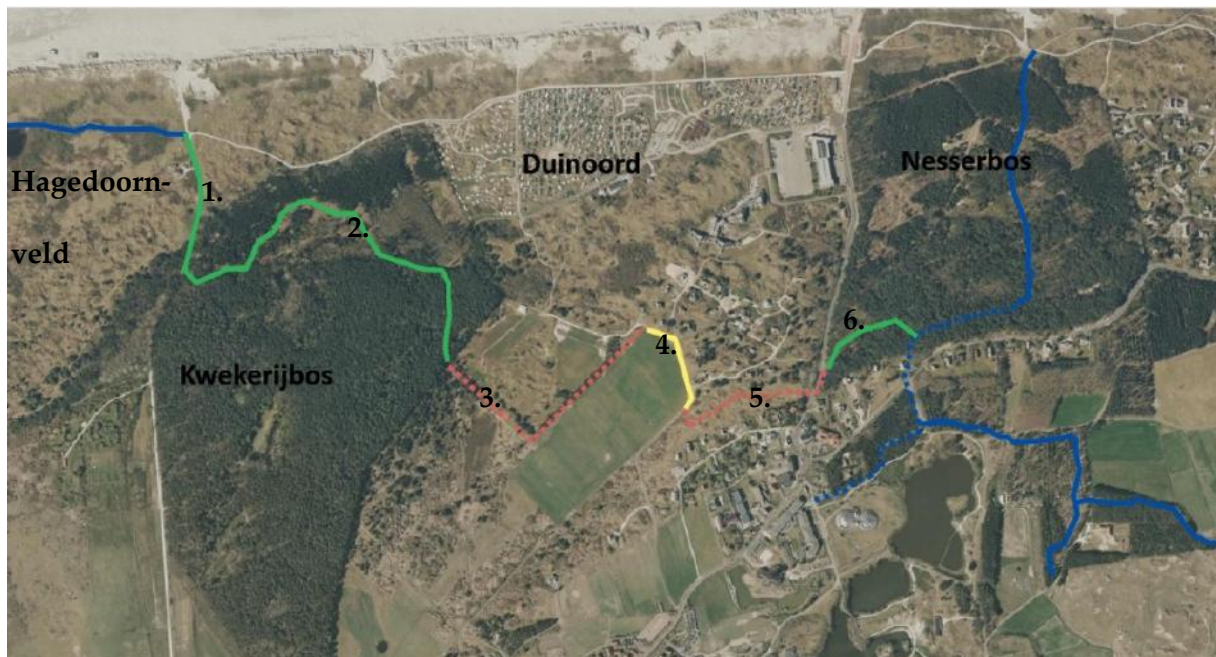 Duinoord
Nesserbos
Hagedoorn-
veld
1.
2.
Kwekerijbos
3.
4.
5.
6.